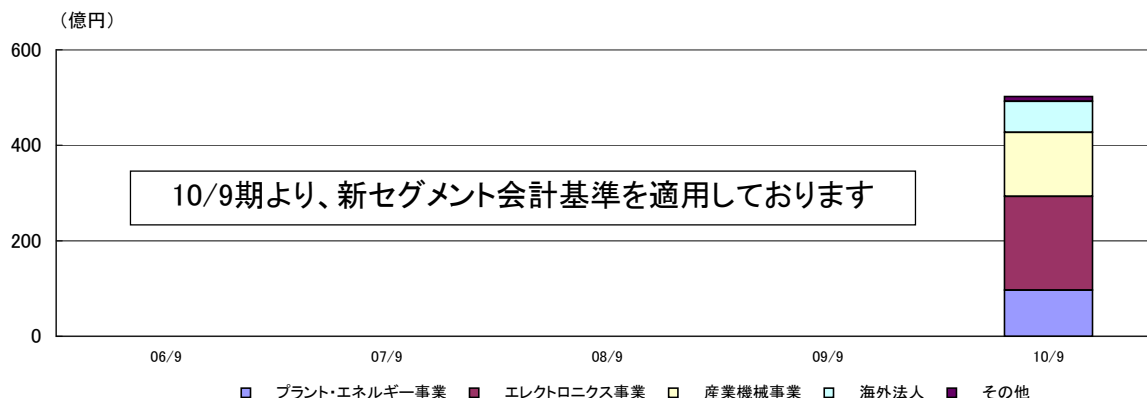 （億円）
600
400
10/9期より、新セグメント会計基準を適用しております
200
0
06/9 07/9 08/9 09/9 10/9
プラント・エネルギー事業 エレクトロニクス事業 産業機械事業 海外法人 その他